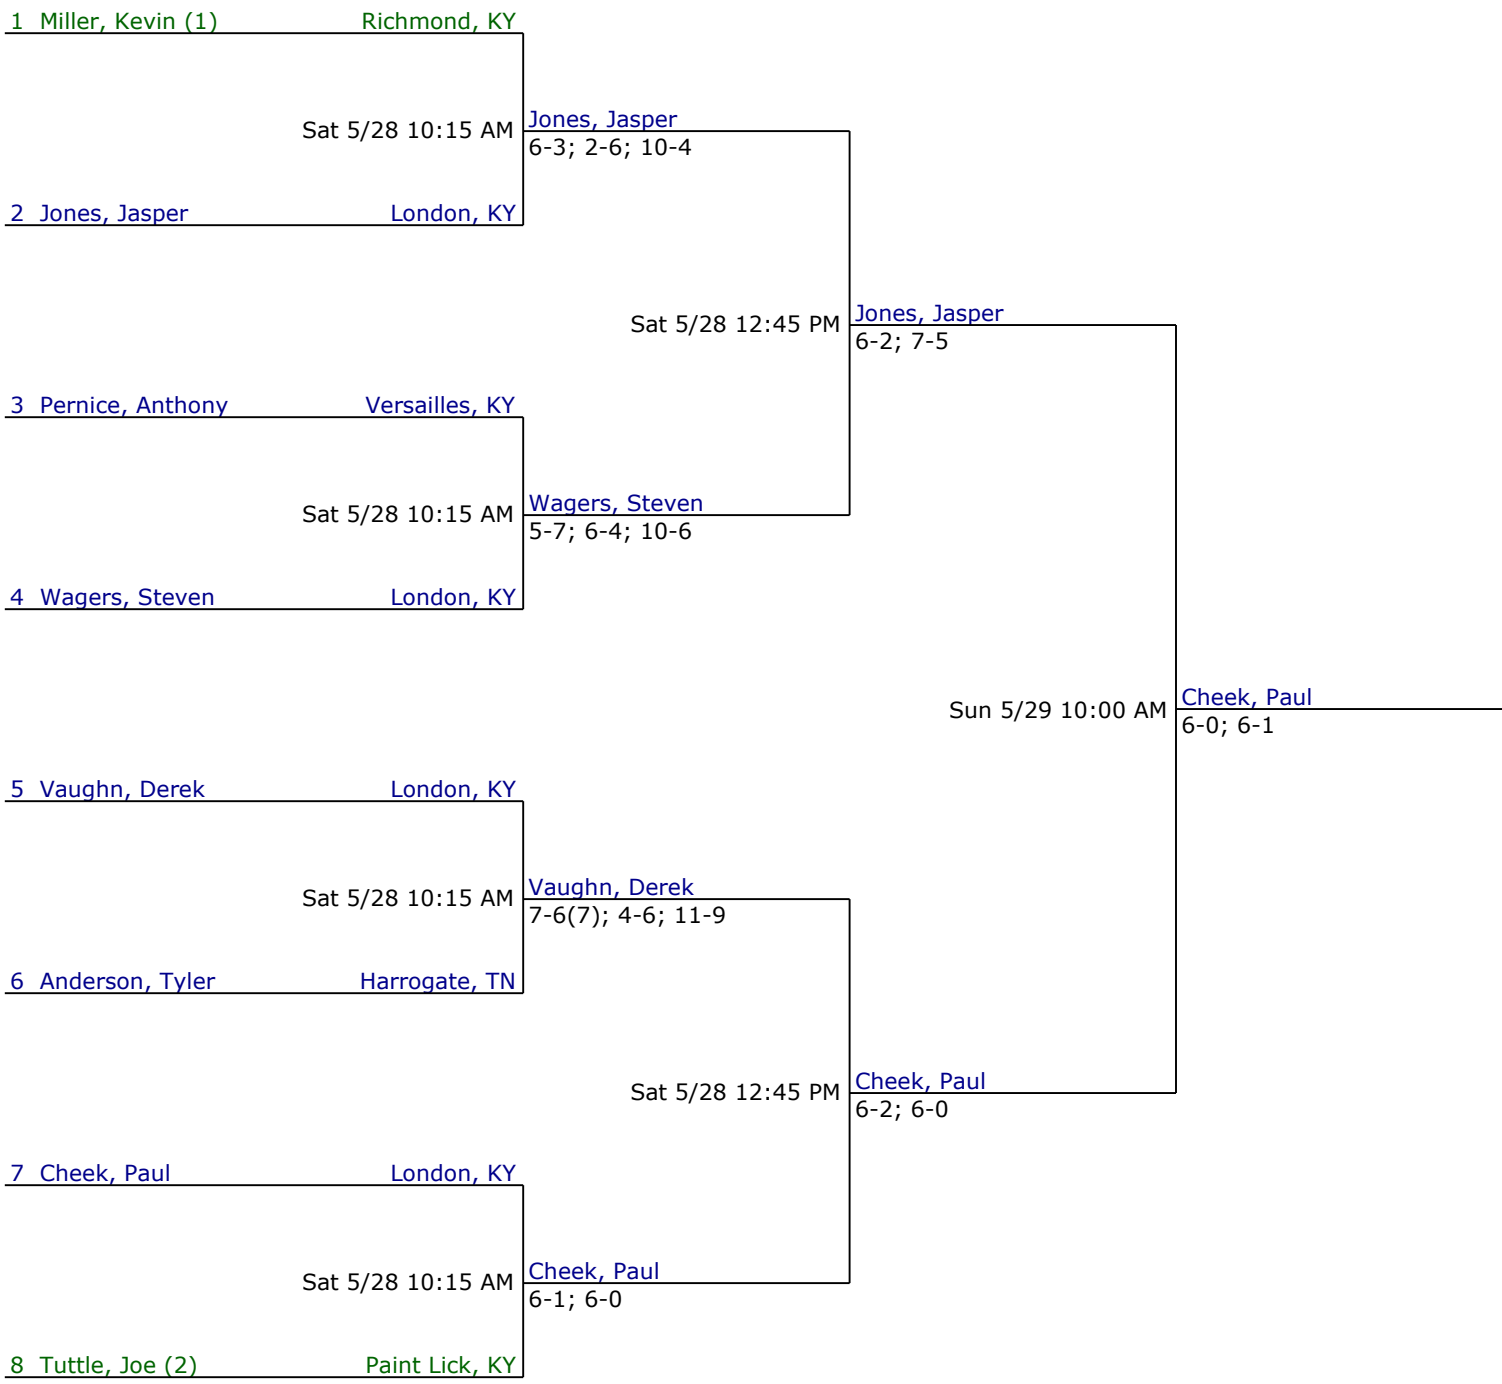 1 Miller, Kevin (1) Richmond, KY
Jones, Jasper
Sat 5/28 10:15 AM
6-3; 2-6; 10-4
2 Jones, Jasper London, KY
Jones, Jasper
Sat 5/28 12:45 PM
6-2; 7-5
3 Pernice, Anthony Versailles, KY
Wagers, Steven
Sat 5/28 10:15 AM
5-7; 6-4; 10-6
4 Wagers, Steven London, KY
Cheek, Paul
Sun 5/29 10:00 AM
6-0; 6-1
5 Vaughn, Derek London, KY
Vaughn, Derek
Sat 5/28 10:15 AM
7-6(7); 4-6; 11-9
6 Anderson, Tyler Harrogate, TN
Cheek, Paul
Sat 5/28 12:45 PM
6-2; 6-0
7 Cheek, Paul London, KY
Cheek, Paul
Sat 5/28 10:15 AM
6-1; 6-0
8 Tuttle, Joe (2) Paint Lick, KY